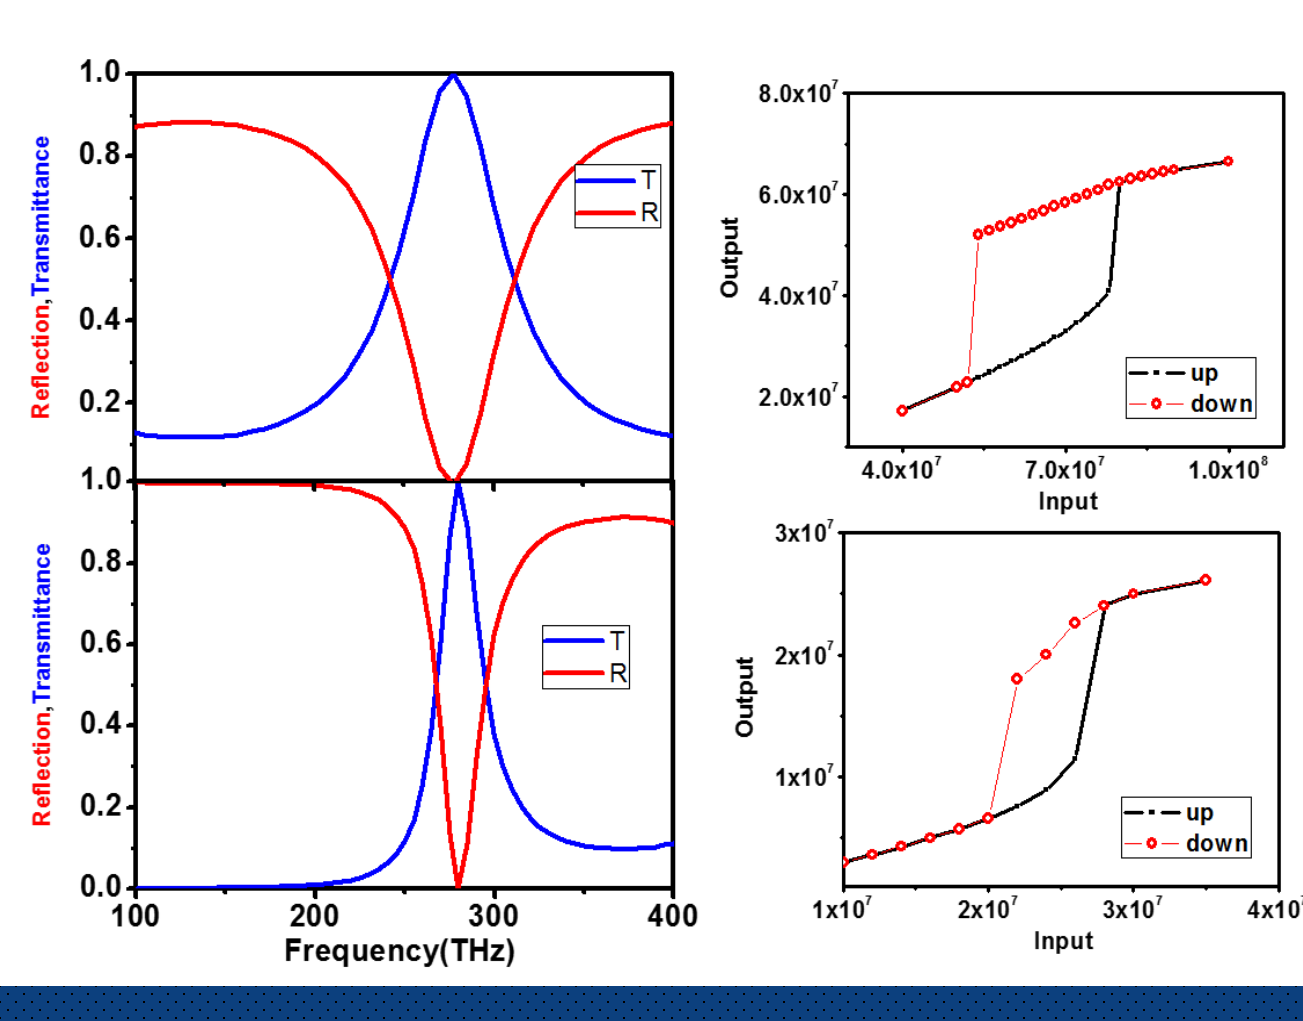 1.0
0.8
0.6
0.4
0.2
Reflection,Transmittance
T
R
1.0
0.8
0.6
0.4
0.2
0.0
Reflection,Transmittance
T
R
100 200 300 400
Frequency(THz)
8.0x10⁷
6.0x10⁷
4.0x10⁷
2.0x10⁷
Output
up
down
4.0x10⁷ 7.0x10⁷ 1.0x10⁸
Input
3x10⁷
2x10⁷
1x10⁷
Output
up
down
1x10⁷ 2x10⁷ 3x10⁷ 4x10⁷
Input